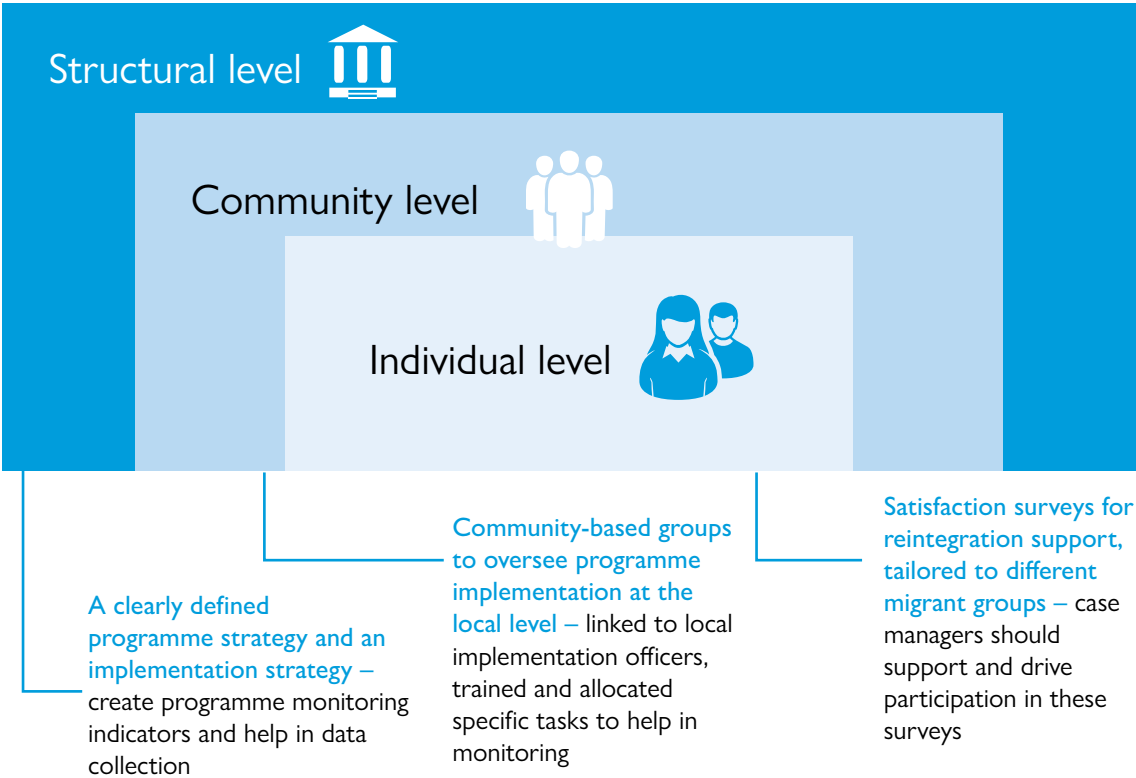 Structural level
Community level
Individual level
A clearly defined
programme strategy and an
implementation strategy –
create programme monitoring
indicators and help in data
collection
Community-based groups
to oversee programme
implementation at the
local level – linked to local
implementation officers,
trained and allocated
specific tasks to help in
monitoring
Satisfaction surveys for
reintegration support,
tailored to different
migrant groups – case
managers should
support and drive
participation in these
surveys